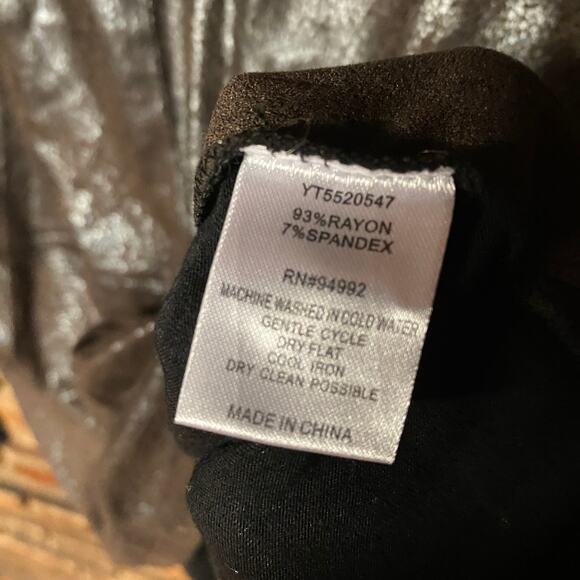 YT5520547
93%RAYON
7%SPANDEX
RN#94992
MACHINE WASHED IN COLD WATER
GENTLE CYCLE
DRY FLAT
COOL IRON
DRY CLEAN POSSIBLE
MADE IN CHINA